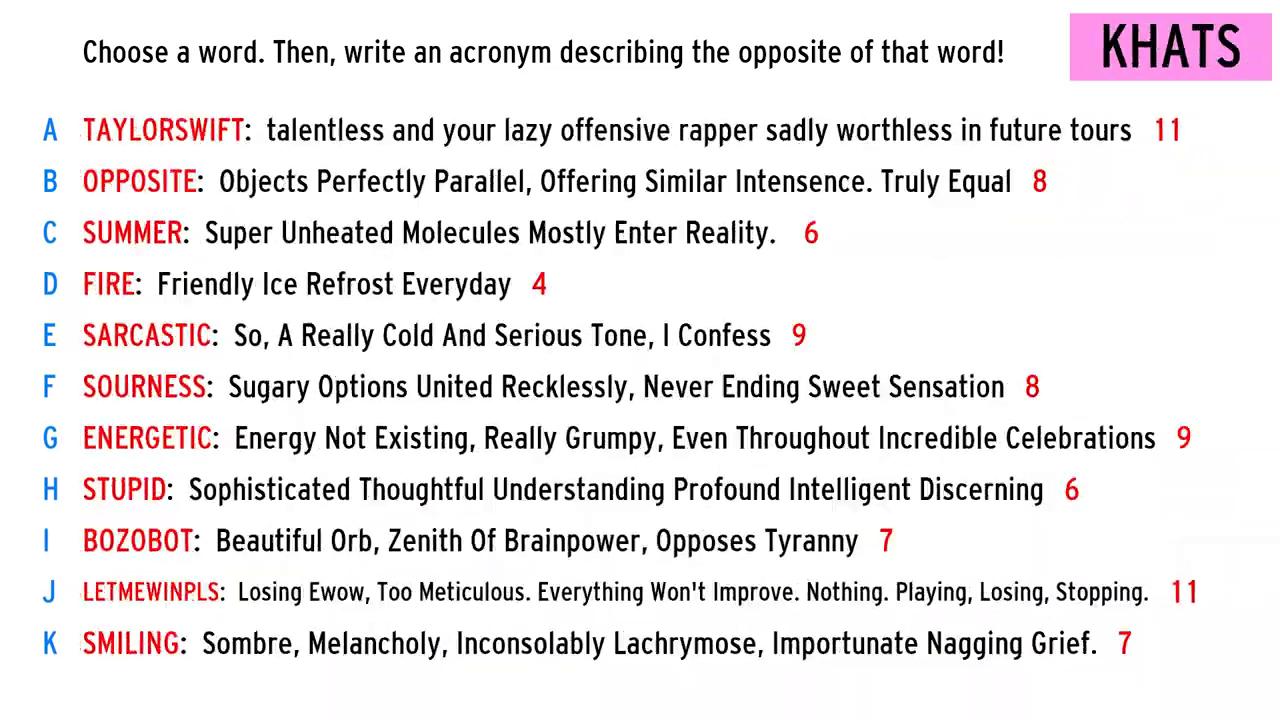 Choose a word. Then, write an acronym describing the opposite of that word!
KHATS
A TAYLORSWIFT: talentless and your lazy offensive rapper sadly worthless in future tours 11
B OPPOSITE: Objects Perfectly Parallel, Offering Similar Intensence. Truly Equal 8
C SUMMER: Super Unheated Molecules Mostly Enter Reality. 6
D FIRE: Friendly Ice Refrost Everyday 4
E SARCASTIC: So, A Really Cold And Serious Tone, I Confess 9
F SOURNESS: Sugary Options United Recklessly, Never Ending Sweet Sensation 8
G ENERGETIC: Energy Not Existing, Really Grumpy, Even Throughout Incredible Celebrations 9
H STUPID: Sophisticated Thoughtful Understanding Profound Intelligent Discerning 6
I BOZOBOT: Beautiful Orb, Zenith Of Brainpower, Opposes Tyranny 7
J LETMEWINPLS: Losing Ewow, Too Meticulous. Everything Won't Improve. Nothing. Playing, Losing, Stopping. 11
K SMILING: Sombre, Melancholy, Inconsolably Lachrymose, Importunate Nagging Grief. 7